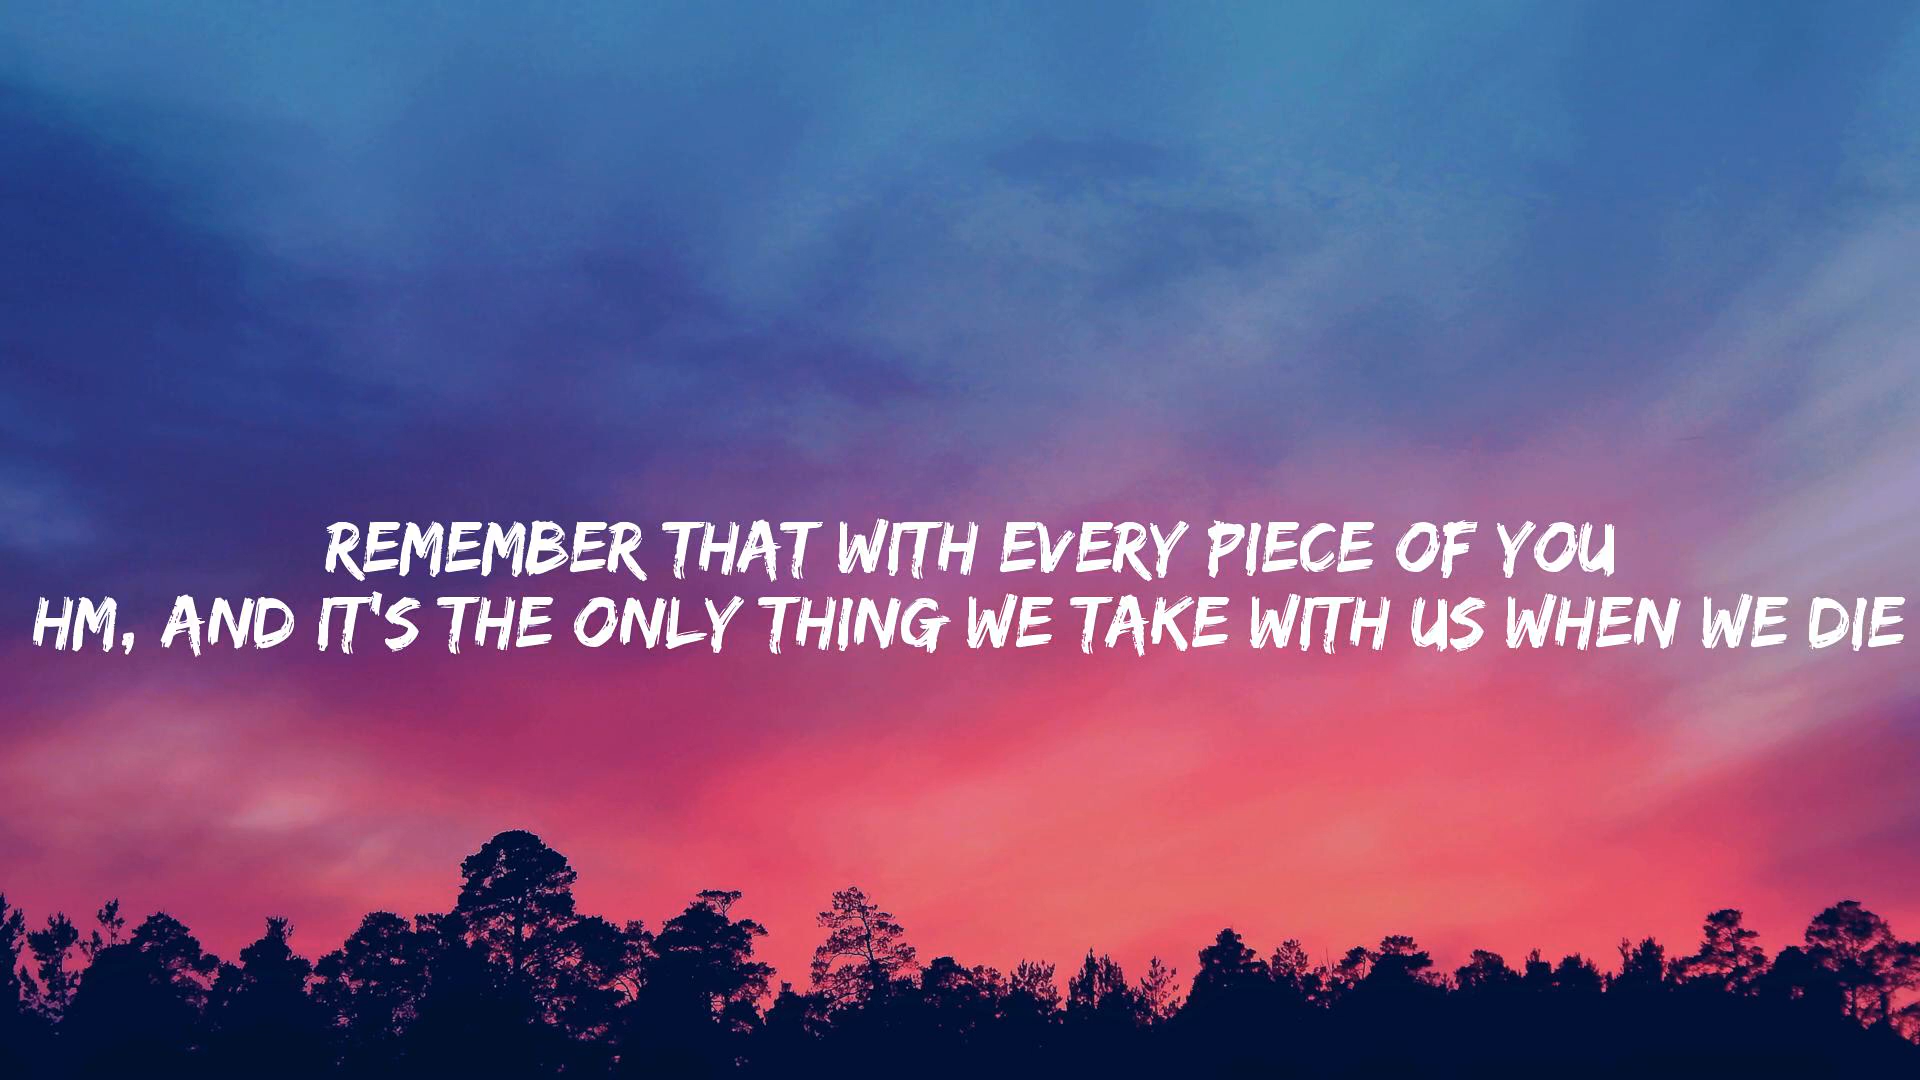 REMEMBER THAT WITH EVERY PIECE OF YOU
HM, AND IT'S THE ONLY THING WE TAKE WITH US WHEN WE DIE